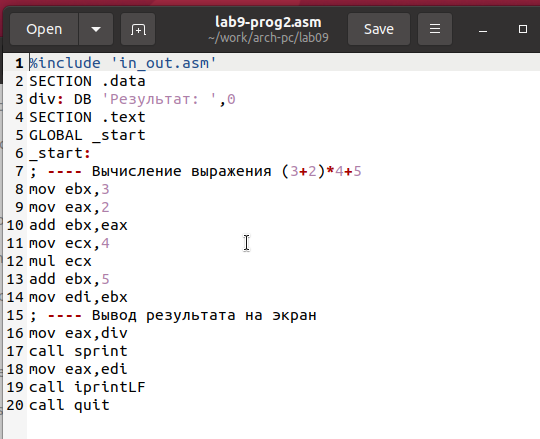 Open
lab9-prog2.asm
~/work/arch-pc/lab09
Save
1 %include 'in_out.asm'
2 SECTION .data
3 div: DB 'Результат: ',0
4 SECTION .text
5 GLOBAL _start
6 _start:
7 ; ---- Вычисление выражения (3+2)*4+5
8 mov ebx,3
9 mov eax,2
10 add ebx,eax
11 mov ecx,4
12 mul ecx
13 add ebx,5
14 mov edi,ebx
15 ; ---- Вывод результата на экран
16 mov eax,div
17 call sprint
18 mov eax,edi
19 call iprintLF
20 call quit